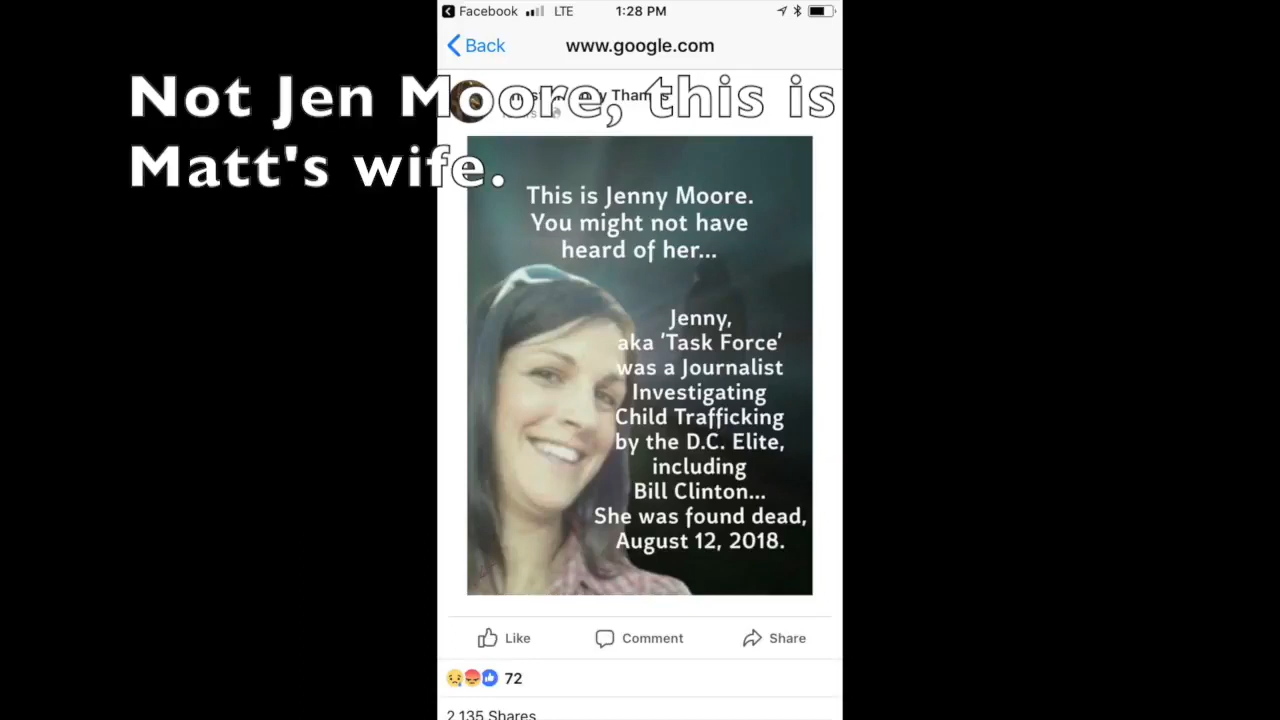 Facebook LTE 1:28 PM
Back www.google.com
Not Jen Moore, this is
Matt's wife.
This is Jenny Moore.
You might not have
heard of her...
Jenny,
aka 'Task Force'
was a Journalist
Investigating
Child Trafficking
by the D.C. Elite,
including
Bill Clinton...
She was found dead,
August 12, 2018.
Like Comment Share
72
2,135 Shares